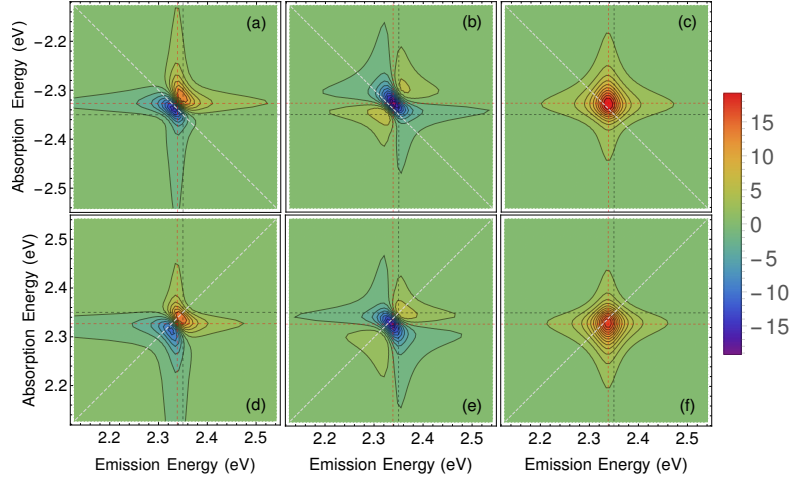 (a) (b) (c)
Absorption Energy (eV)
−2.2
−2.3
−2.4
−2.5
15
10
5
0
−5
−10
−15
Absorption Energy (eV)
2.5
2.4
2.3
2.2
(d) (e) (f)
2.2 2.3 2.4 2.5 2.2 2.3 2.4 2.5 2.2 2.3 2.4 2.5
Emission Energy (eV) Emission Energy (eV) Emission Energy (eV)